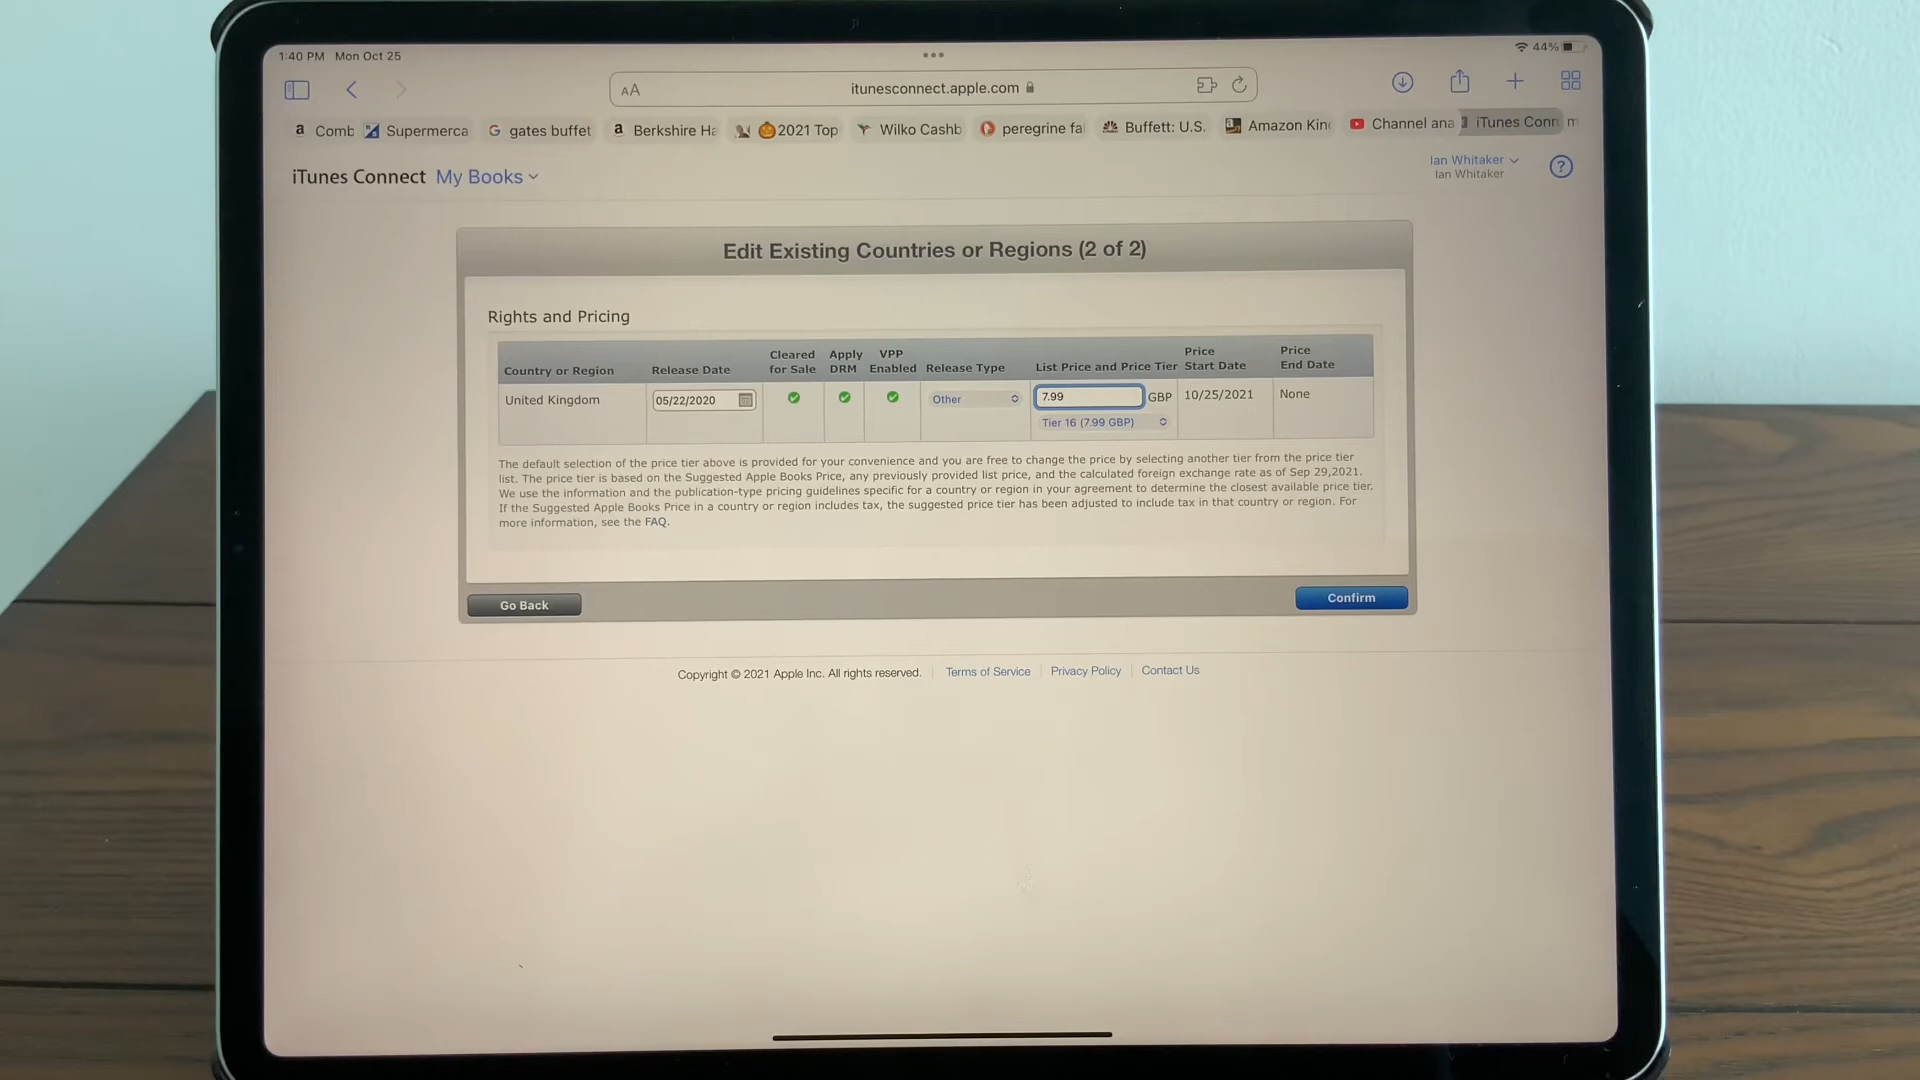 1:40 PM Mon Oct 25
44%
AA itunesconnect.apple.com
a Comb Supermerca G gates buffet a Berkshire Ha 2021 Top Wilko Cashb peregrine fa Buffett: U.S. Amazon Kin Channel ana iTunes Conn m
iTunes Connect My Books
Ian Whitaker
Ian Whitaker
?
Edit Existing Countries or Regions (2 of 2)
Rights and Pricing
Country or Region Release Date Cleared for Sale Apply DRM VPP Enabled Release Type List Price and Price Tier Price Start Date Price End Date
United Kingdom 05/22/2020 Other 7.99 GBP 10/25/2021 None
Tier 16 (7.99 GBP)
The default selection of the price tier above is provided for your convenience and you are free to change the price by selecting another tier from the price tier
list. The price tier is based on the Suggested Apple Books Price, any previously provided list price, and the calculated foreign exchange rate as of Sep 29,2021.
We use the information and the publication-type pricing guidelines specific for a country or region in your agreement to determine the closest available price tier.
If the Suggested Apple Books Price in a country or region includes tax, the suggested price tier has been adjusted to include tax in that country or region. For
more information, see the FAQ.
Go Back
Confirm
Copyright © 2021 Apple Inc. All rights reserved. Terms of Service Privacy Policy Contact Us